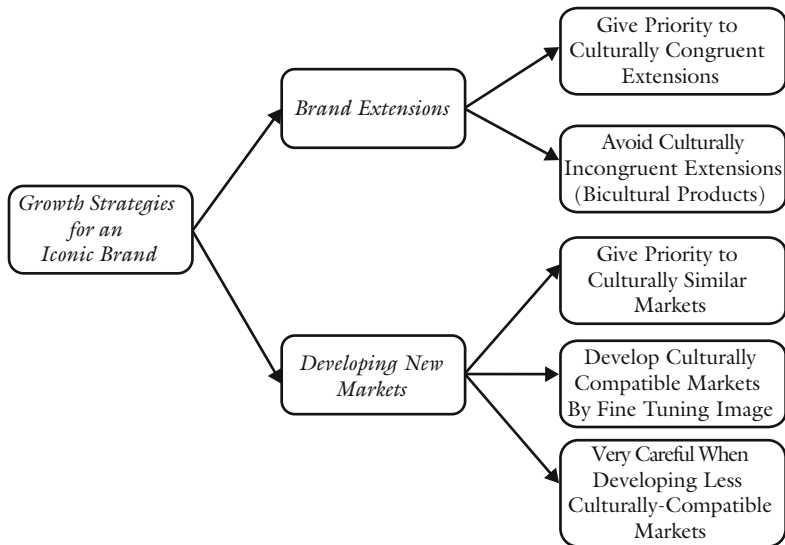 Growth Strategies
for an
Iconic Brand
Brand Extensions
Give Priority to
Culturally Congruent
Extensions
Avoid Culturally
Incongruent Extensions
(Bicultural Products)
Developing New
Markets
Give Priority to
Culturally Similar
Markets
Develop Culturally
Compatible Markets
By Fine Tuning Image
Very Careful When
Developing Less
Culturally-Compatible
Markets